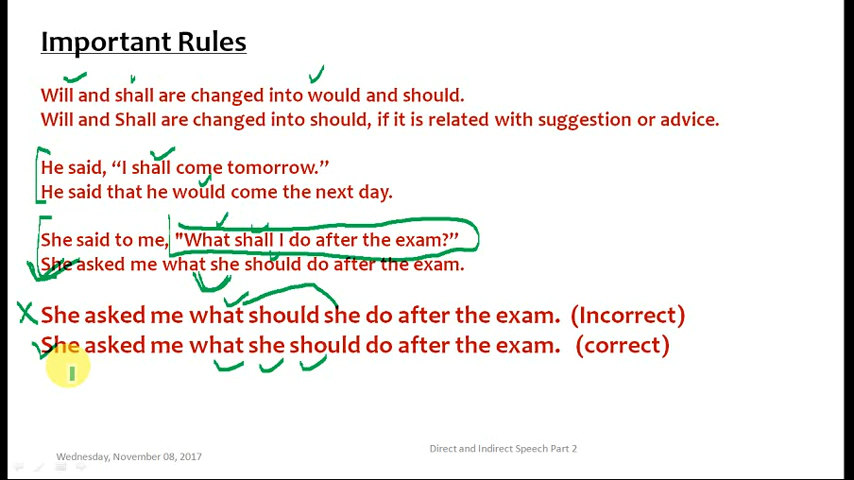 Important Rules
Will and shall are changed into would and should.
Will and Shall are changed into should, if it is related with suggestion or advice.
He said, “I shall come tomorrow.”
He said that he would come the next day.
She said to me, "What shall I do after the exam?”
She asked me what she should do after the exam.
She asked me what should she do after the exam. (Incorrect)
She asked me what she should do after the exam. (correct)
Wednesday, November 08, 2017
Direct and Indirect Speech Part 2